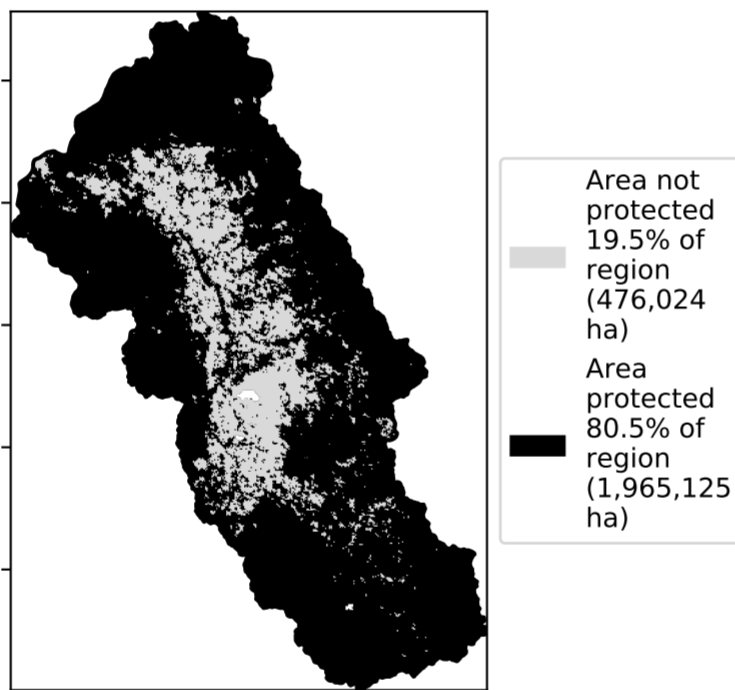 Area not
protected
19.5% of
region
(476,024
ha)
Area
protected
80.5% of
region
(1,965,125
ha)